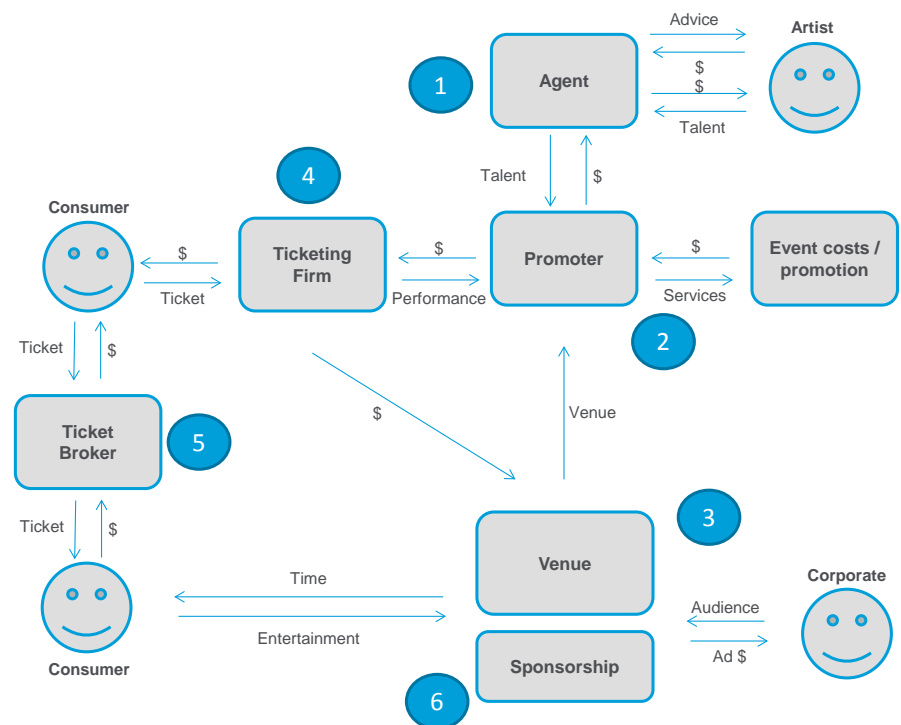 Advice
Artist
1
Agent
$
$
Talent
4
Talent
$
Consumer
$
Ticket
Ticketing
Firm
$
Performance
Promoter
$
Services
Event costs /
promotion
2
Ticket
$
$
Venue
Ticket
Broker
5
3
Ticket
$
Venue
Time
Entertainment
Corporate
Audience
Ad $
Consumer
Sponsorship
6